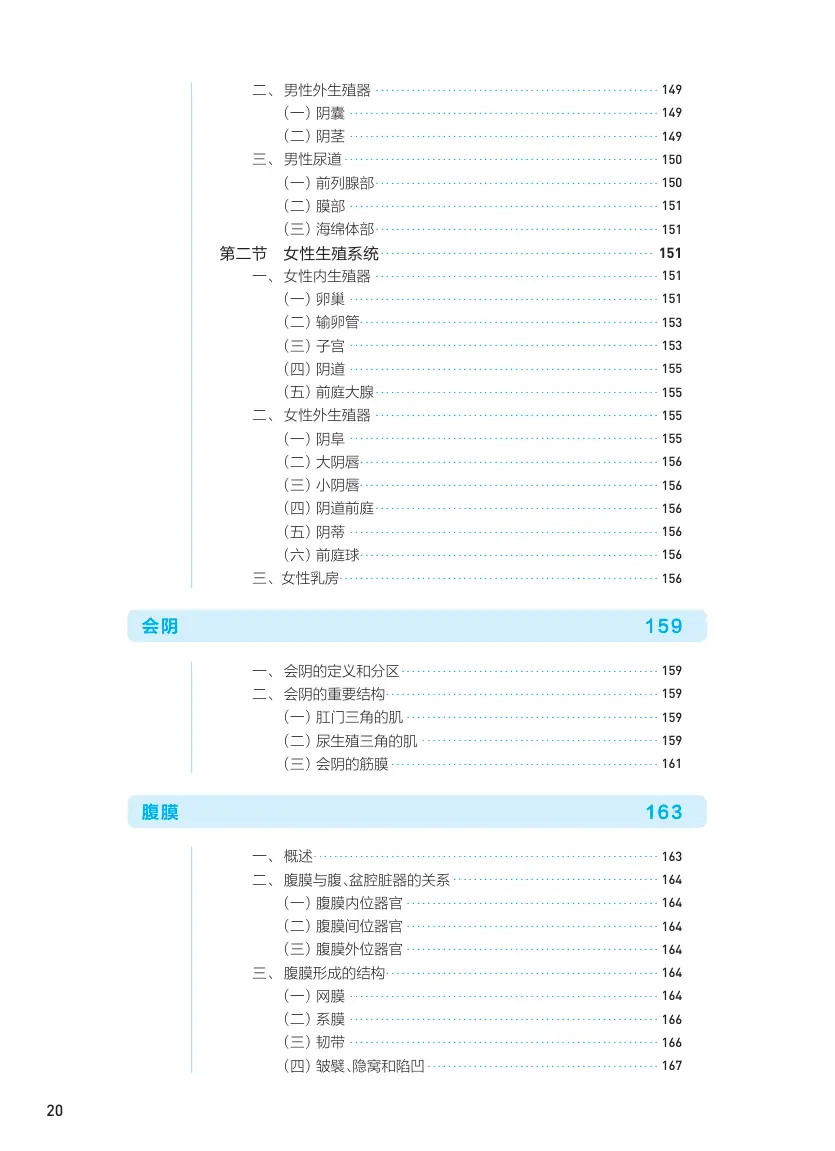 二、男性外生殖器 149
（一）阴囊 149
（二）阴茎 149
三、男性尿道 150
（一）前列腺部 150
（二）膜部 151
（三）海绵体部 151
第二节 女性生殖系统 151
一、女性内生殖器 151
（一）卵巢 151
（二）输卵管 153
（三）子宫 153
（四）阴道 155
（五）前庭大腺 155
二、女性外生殖器 155
（一）阴阜 155
（二）大阴唇 156
（三）小阴唇 156
（四）阴道前庭 156
（五）阴蒂 156
（六）前庭球 156
三、女性乳房 156
会阴 159
一、会阴的定义和分区 159
二、会阴的重要结构 159
（一）肛门三角的肌 159
（二）尿生殖三角的肌 159
（三）会阴的筋膜 161
腹膜 163
一、概述 163
二、腹膜与腹、盆腔脏器的关系 164
（一）腹膜内位器官 164
（二）腹膜间位器官 164
（三）腹膜外位器官 164
三、腹膜形成的结构 164
（一）网膜 164
（二）系膜 166
（三）韧带 166
（四）皱襞、隐窝和陷凹 167
20